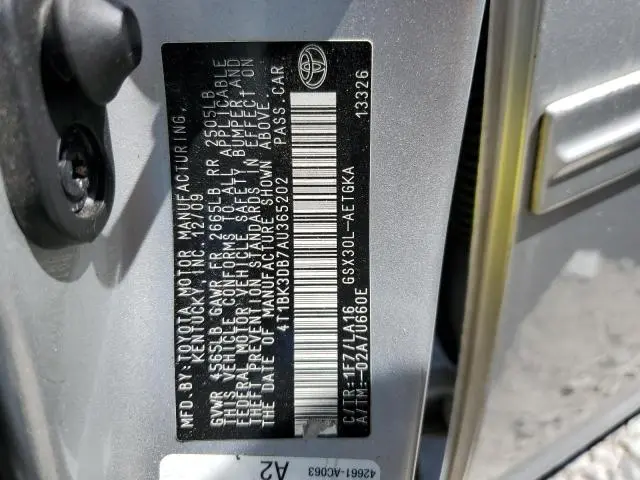 MFD. BY: TOYOTA MOTOR MANUFACTURING,
KENTUCKY, INC. 12/09
GVWR 4565LB GAWR FR 2665LB RR 2505LB
THIS VEHICLE CONFORMS TO ALL APPLICABLE
FEDERAL MOTOR VEHICLE SAFETY BUMPER AND
THEFT PREVENTION STANDARDS IN EFFECT ON
THE DATE OF MANUFACTURE SHOWN ABOVE.
4T1BK3DB7AU365202 PASS.CAR
C/TR:1F7/LA16 GSX30L-AETGKA
A/TM:-02A/U660E 13326
42661-AC063
A2